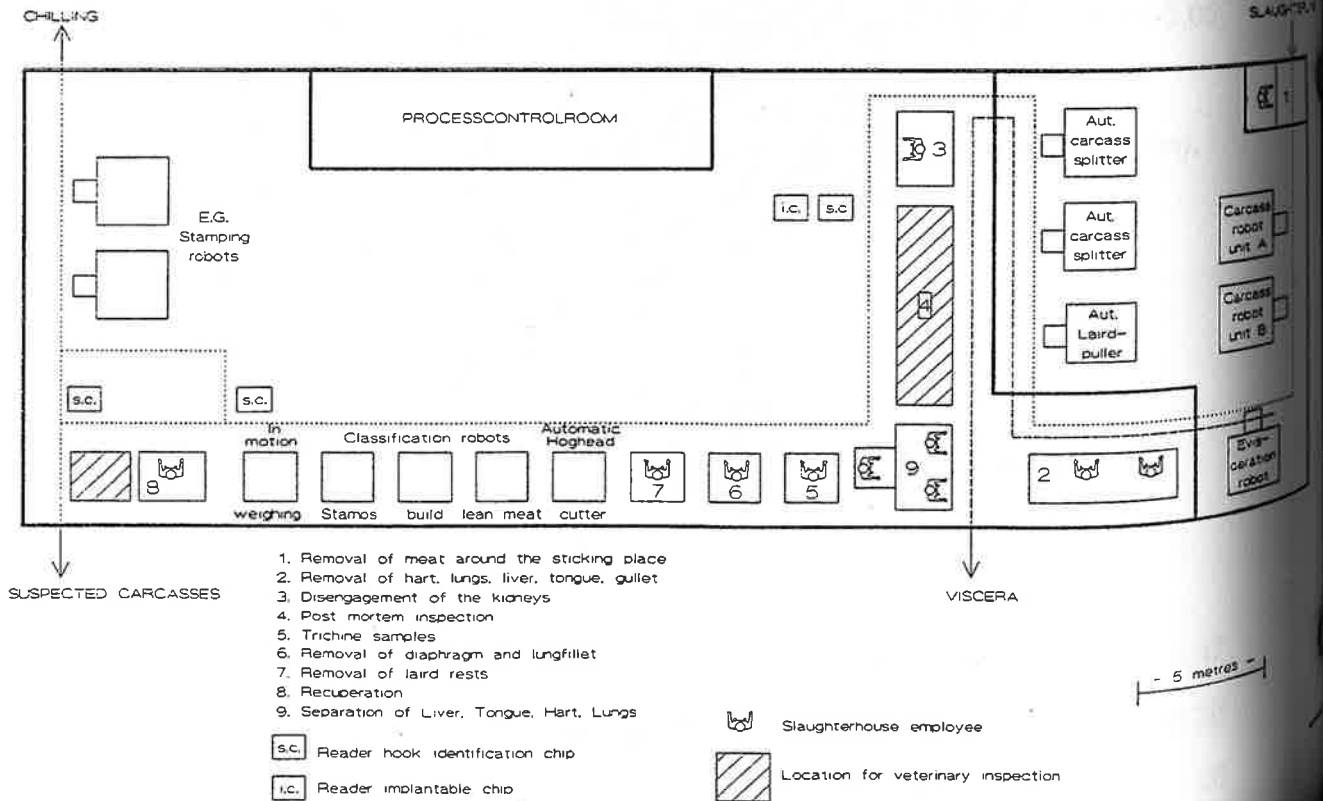 CHILLING
SLAUGHTER
PROCESSCONTROLROOM
1
3
Aut.
carcass
splitter
E.G.
Stamping
robots
i.c.
s.c
Aut.
carcass
splitter
Carcass
robot
unit A
4
Aut.
Laird-
puller
Carcass
robot
unit B
s.c.
s.c.
In
motion
weighing
Classification robots
Stamos
build
lean meat
Automatic
Hoghead
cutter
8
7
6
5
9
2
Evis-
ceration
robot
SUSPECTED CARCASSES
VISCERA
1. Removal of meat around the sticking place
2. Removal of hart, lungs, liver, tongue, gullet
3. Disengagement of the kidneys
4. Post mortem inspection
5. Trichine samples
6. Removal of diaphragm and lungfillet
7. Removal of laird rests
8. Recuperation
9. Separation of Liver, Tongue, Hart, Lungs
- 5 metres -
s.c. Reader hook identification chip
i.c. Reader implantable chip
Slaughterhouse employee
Location for veterinary inspection